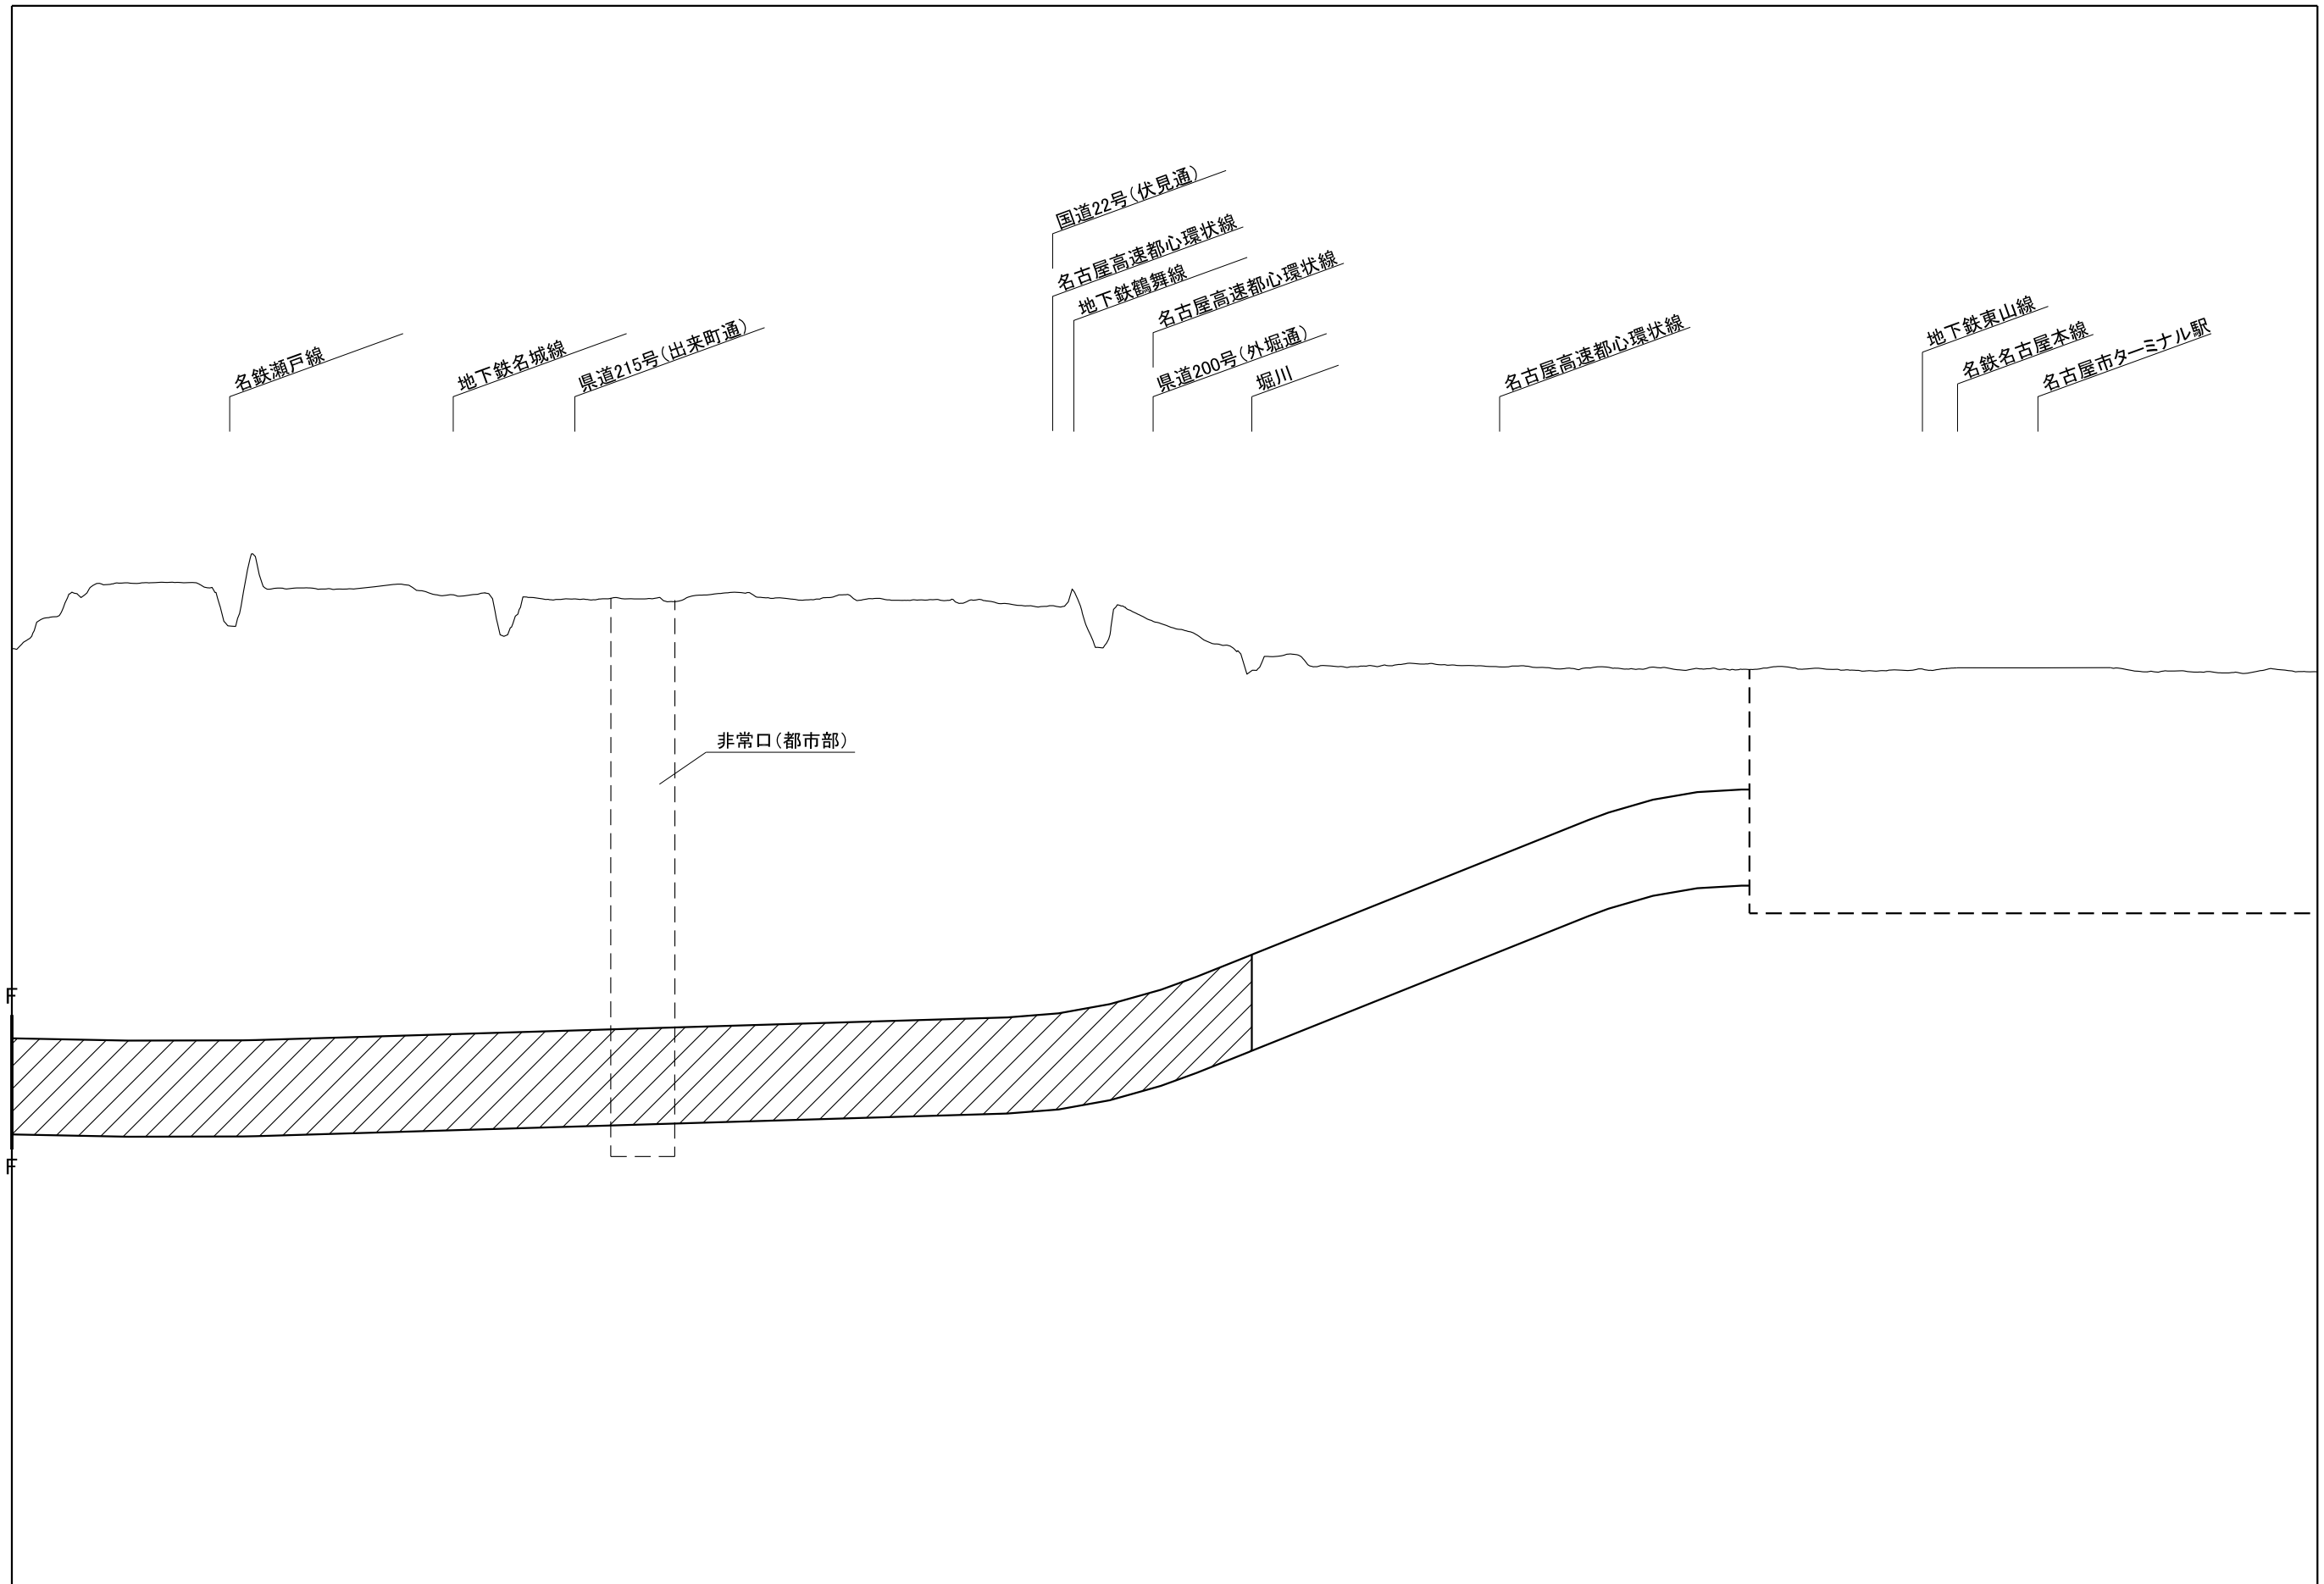 国道22号(伏見通)
名古屋高速都心環状線
地下鉄鶴舞線
名古屋高速都心環状線
名鉄瀬戸線
地下鉄名城線
県道215号(出来町通)
県道200号(外堀通)
堀川
名古屋高速都心環状線
地下鉄東山線
名鉄名古屋本線
名古屋市ターミナル駅
非常口(都市部)
F
F